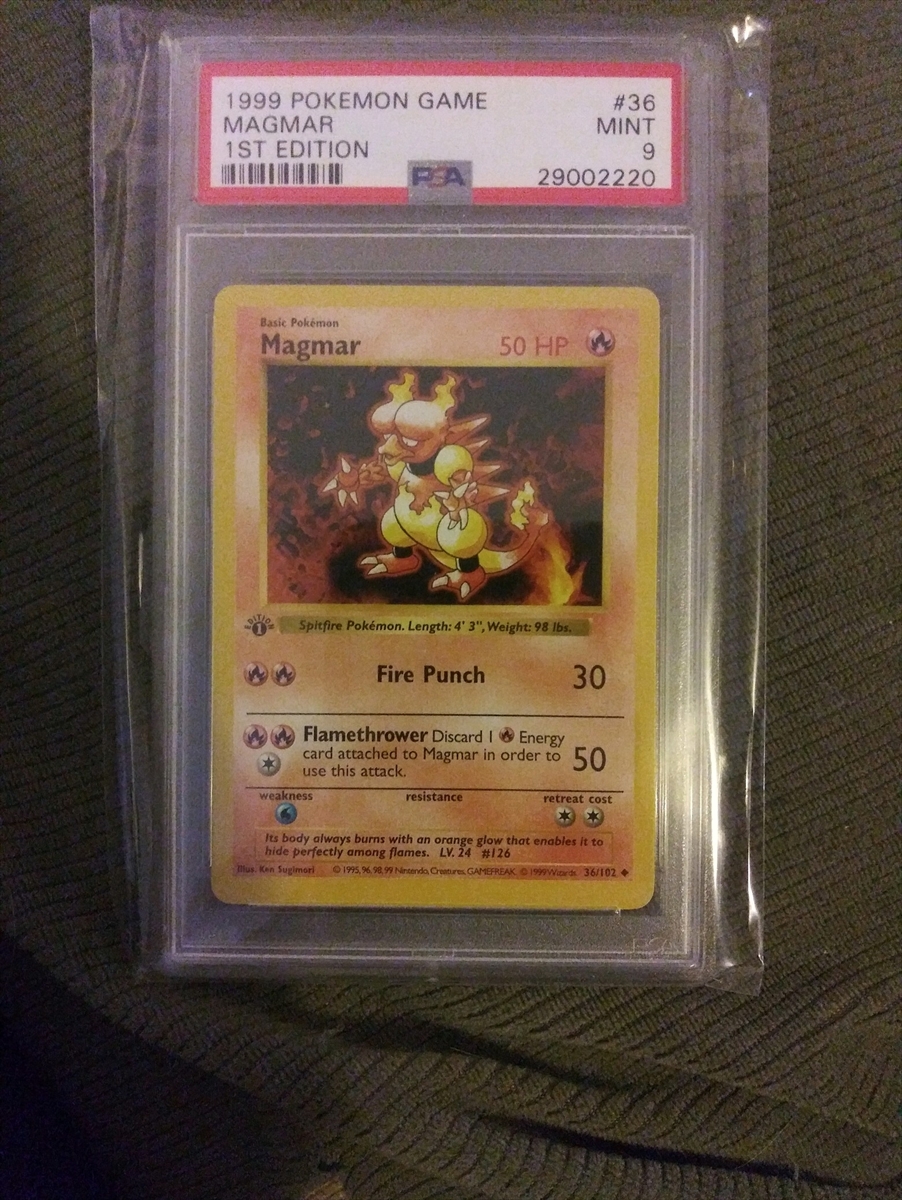 1999 POKEMON GAME #36
MAGMAR MINT
1ST EDITION 9
PSA 29002220
Basic Pokémon
Magmar 50 HP
EDITION 1
Spitfire Pokémon. Length: 4' 3", Weight: 98 lbs.
Fire Punch 30
Flamethrower Discard 1 Energy
card attached to Magmar in order to
use this attack. 50
weakness resistance retreat cost
Its body always burns with an orange glow that enables it to
hide perfectly among flames. LV. 24 #126
Illus. Ken Sugimori © 1995, 96, 98, 99 Nintendo, Creatures, GAMEFREAK. © 1999 Wizards. 36/102
PSA